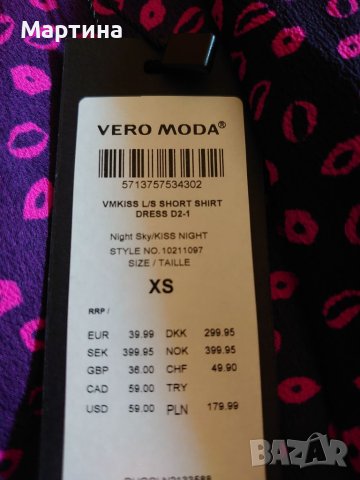 Мартина
VERO MODA®
5713757534302
VMKISS L/S SHORT SHIRT
DRESS D2-1
Night Sky/KISS NIGHT
STYLE NO.10211097
SIZE / TAILLE
XS
RRP /
EUR 39.99 DKK 299.95
SEK 399.95 NOK 399.95
GBP 36.00 CHF 49.90
CAD 59.00 TRY
USD 59.00 PLN 179.99
BAZAR